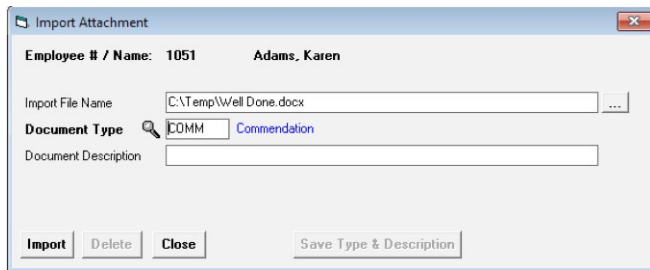 Import Attachment
Employee # / Name: 1051 Adams, Karen
Import File Name C:\Temp\Well Done.docx ...
Document Type COMM Commendation
Document Description
Import Delete Close Save Type & Description